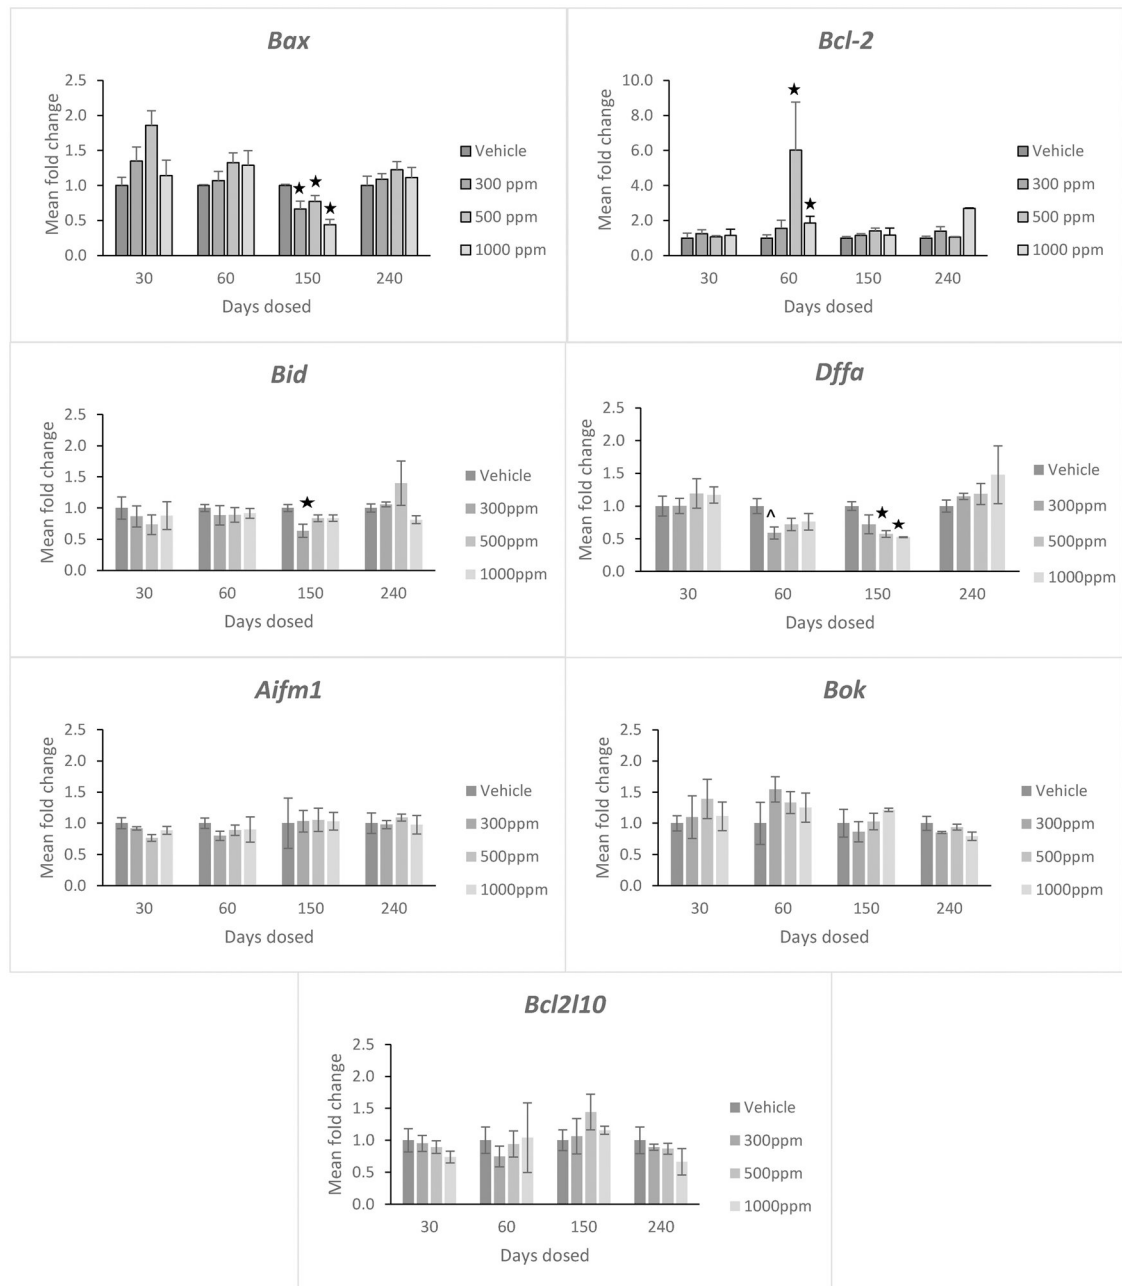 Bax
Mean fold change
2.5
2.0
1.5
1.0
0.5
0.0
★ ★ ★
30 60 150 240
Days dosed
Vehicle
300 ppm
500 ppm
1000 ppm
Bcl-2
Mean fold change
10.0
8.0
6.0
4.0
2.0
0.0
★
★
30 60 150 240
Days dosed
Vehicle
300 ppm
500 ppm
1000 ppm
Bid
Mean fold change
2.5
2.0
1.5
1.0
0.5
0.0
★
30 60 150 240
Days dosed
Vehicle
300ppm
500ppm
1000ppm
Dffa
Mean fold change
2.5
2.0
1.5
1.0
0.5
0.0
^ ★ ★
30 60 150 240
Days dosed
Vehicle
300ppm
500ppm
1000ppm
Aifm1
Mean fold change
2.5
2.0
1.5
1.0
0.5
0.0
30 60 150 240
Days dosed
Vehicle
300ppm
500ppm
1000ppm
Bok
Mean fold change
2.5
2.0
1.5
1.0
0.5
0.0
30 60 150 240
Days dosed
Vehicle
300ppm
500ppm
1000ppm
Bcl2l10
Mean fold change
2.5
2.0
1.5
1.0
0.5
0.0
30 60 150 240
Days dosed
Vehicle
300ppm
500ppm
1000ppm